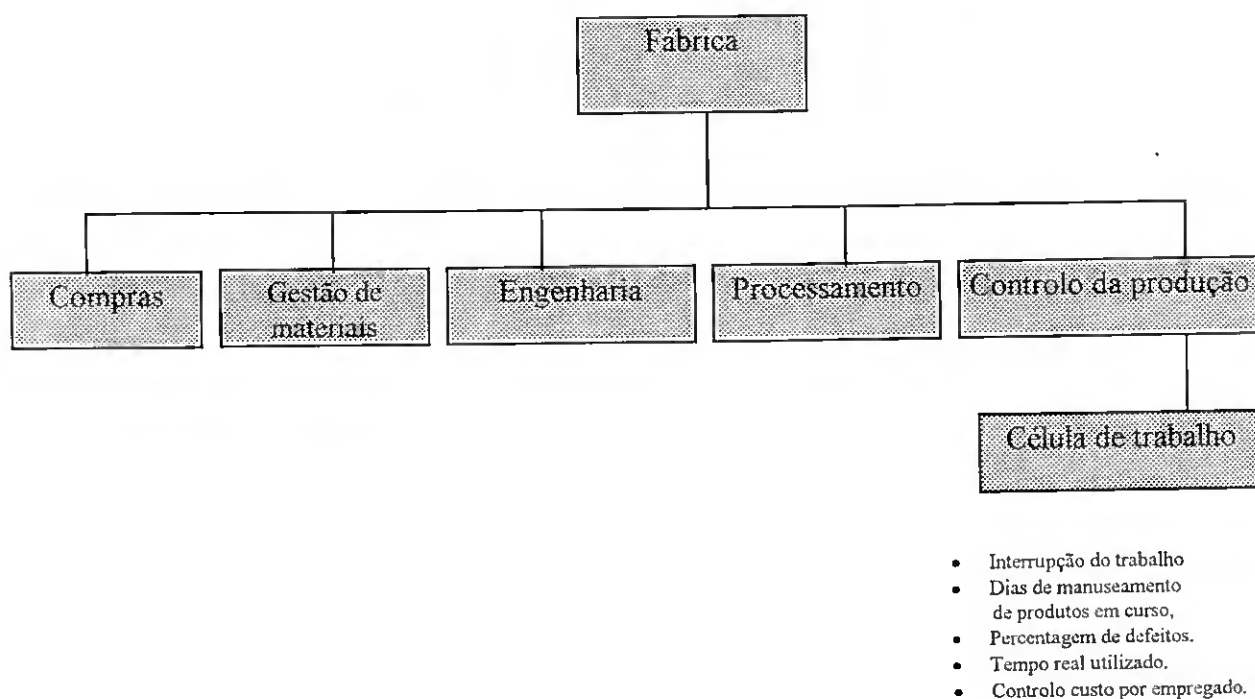 Fábrica
Compras
Gestão de
materiais
Engenharia
Processamento
Controlo da produção
Célula de trabalho
• Interrupção do trabalho
• Dias de manuseamento
de produtos em curso,
• Percentagem de defeitos.
• Tempo real utilizado.
• Controlo custo por empregado.